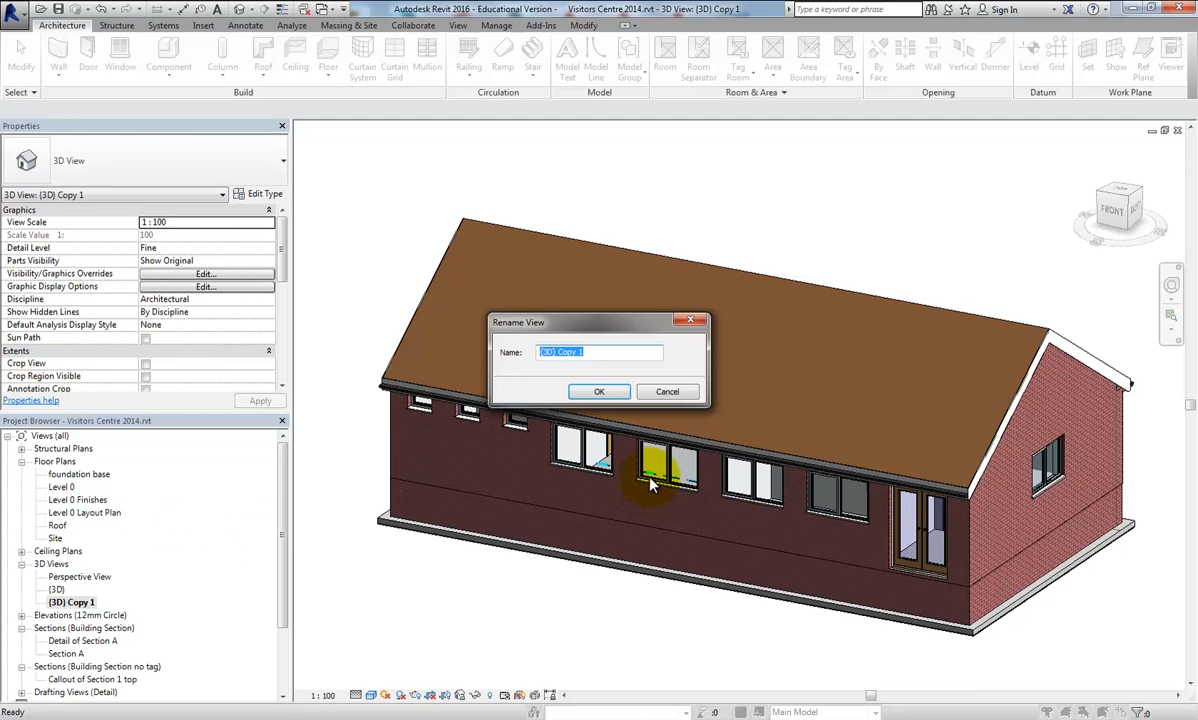 Autodesk Revit 2016 - Educational Version - Visitors Centre 2014.rvt - 3D View: {3D} Copy 1
Type a keyword or phrase
Sign In
Architecture Structure Systems Insert Annotate Analyze Massing & Site Collaborate View Manage Add-Ins Modify
Modify Wall Door Window Component Column Roof Ceiling Floor Curtain System Curtain Grid Mullion Railing Ramp Stair Model Text Model Line Model Group Room Room Separator Tag Room Area Area Boundary Tag Area By Face Shaft Wall Vertical Dormer Level Grid Set Show Ref Plane Viewer
Select Build Circulation Model Room & Area Opening Datum Work Plane
Properties
3D View
3D View: {3D} Copy 1 Edit Type
Graphics
View Scale 1 : 100
Scale Value 1: 100
Detail Level Fine
Parts Visibility Show Original
Visibility/Graphics Overrides Edit...
Graphic Display Options Edit...
Discipline Architectural
Show Hidden Lines By Discipline
Default Analysis Display Style None
Sun Path
Extents
Crop View
Crop Region Visible
Annotation Crop
Properties help Apply
Project Browser - Visitors Centre 2014.rvt
Views (all)
Structural Plans
Floor Plans
foundation base
Level 0
Level 0 Finishes
Level 0 Layout Plan
Roof
Site
Ceiling Plans
3D Views
Perspective View
{3D}
{3D} Copy 1
Elevations (12mm Circle)
Sections (Building Section)
Detail of Section A
Section A
Sections (Building Section no tag)
Callout of Section 1 top
Drafting Views (Detail)
Rename View
Name: {3D} Copy 1
OK Cancel
TOP
FRONT
1 : 100
Ready
:0
Main Model
:0